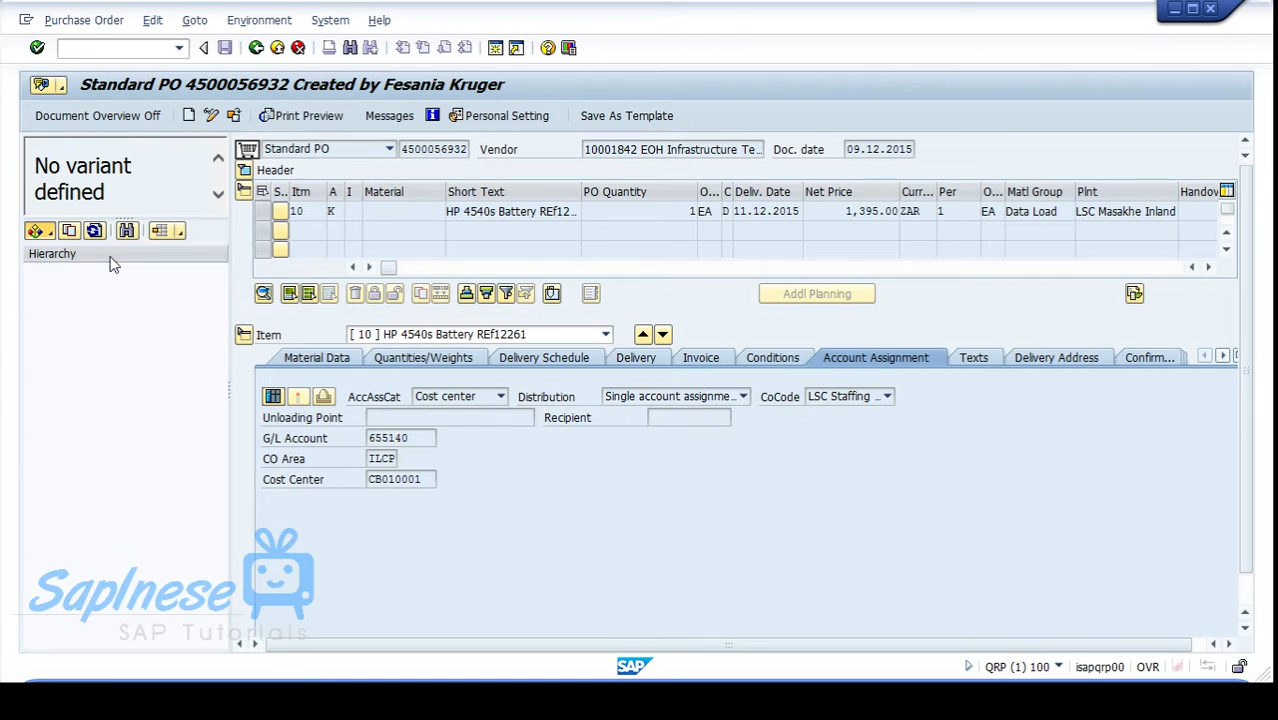 Purchase Order Edit Goto Environment System Help
Standard PO 4500056932 Created by Fesania Kruger
Document Overview Off Print Preview Messages Personal Setting Save As Template
No variant defined
Hierarchy
Standard PO 4500056932 Vendor 10001842 EOH Infrastructure Te... Doc. date 09.12.2015
Header
S... Itm A I Material Short Text PO Quantity O... C Deliv. Date Net Price Curr... Per O... Matl Group Plnt Handov
10 K HP 4540s Battery REf12... 1 EA D 11.12.2015 1,395.00 ZAR 1 EA Data Load LSC Masakhe Inland
Addl Planning
Item [ 10 ] HP 4540s Battery REf12261
Material Data Quantities/Weights Delivery Schedule Delivery Invoice Conditions Account Assignment Texts Delivery Address Confirm...
AccAssCat Cost center Distribution Single account assignme... CoCode LSC Staffing ...
Unloading Point Recipient
G/L Account 655140
CO Area ILCP
Cost Center CB010001
SapInese
SAP Tutorials
SAP QRP (1) 100 isapqrp00 OVR